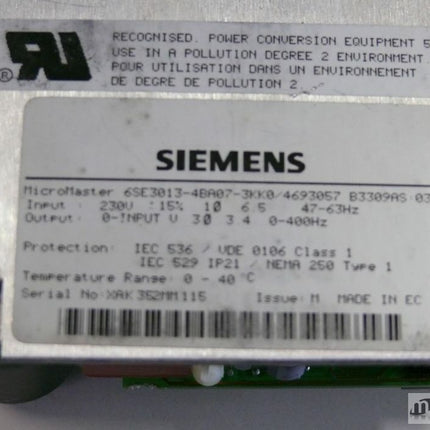 RECOGNISED. POWER CONVERSION EQUIPMENT 5
USE IN A POLLUTION DEGREE 2 ENVIRONMENT.
POUR UTILISATION DANS UN ENVIRONNEMENT
DE DEGRE DE POLLUTION 2
SIEMENS
MicroMaster 6SE3013-4BA07-3KK0/4693057 B3309AS 03
Input : 230V ±15% 1Ø 6.5 47-63Hz
Output: 0-INPUT V 3Ø 3.4 0-400Hz
Protection: IEC 536 / VDE 0106 Class 1
IEC 529 IP21 / NEMA 250 Type 1
Temperature Range: 0 - 40 °C
Serial No: XAK352MM115 Issue: M MADE IN EC